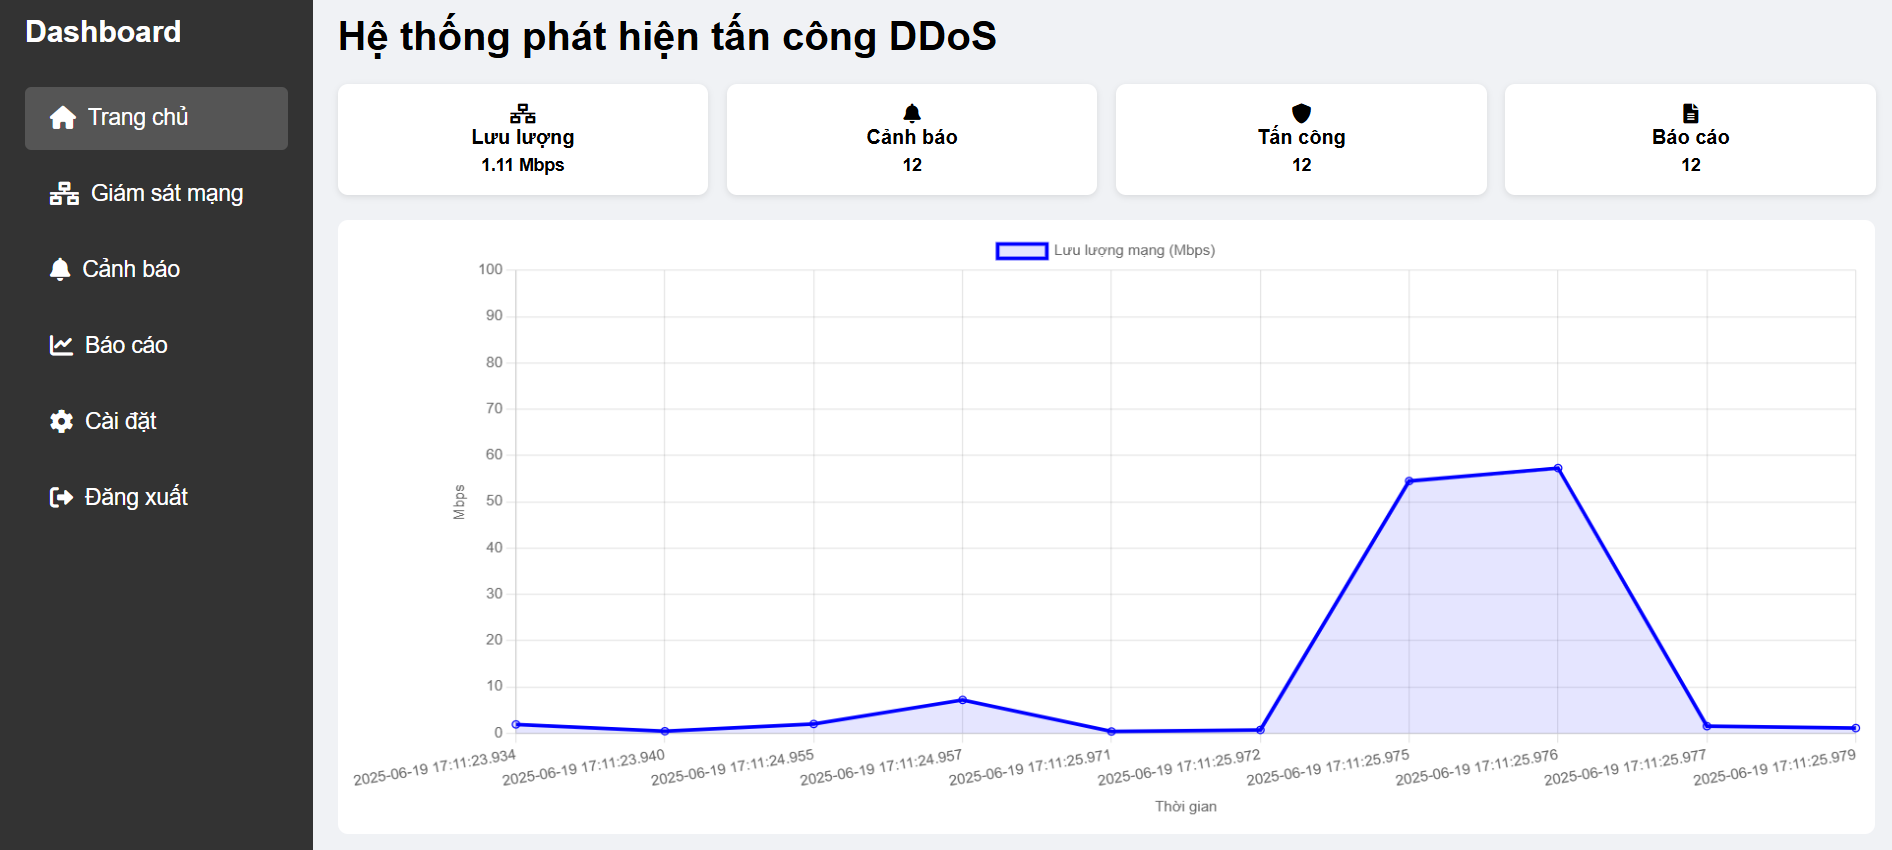 Dashboard
Trang chủ
Giám sát mạng
Cảnh báo
Báo cáo
Cài đặt
Đăng xuất
Hệ thống phát hiện tấn công DDoS
Lưu lượng
1.11 Mbps
Cảnh báo
12
Tấn công
12
Báo cáo
12
Lưu lượng mạng (Mbps)
100
90
80
70
60
50
40
30
20
10
0
Mbps
2025-06-19 17:11:23.934
2025-06-19 17:11:23.940
2025-06-19 17:11:24.955
2025-06-19 17:11:24.957
2025-06-19 17:11:25.971
2025-06-19 17:11:25.972
2025-06-19 17:11:25.975
2025-06-19 17:11:25.976
2025-06-19 17:11:25.977
2025-06-19 17:11:25.979
Thời gian